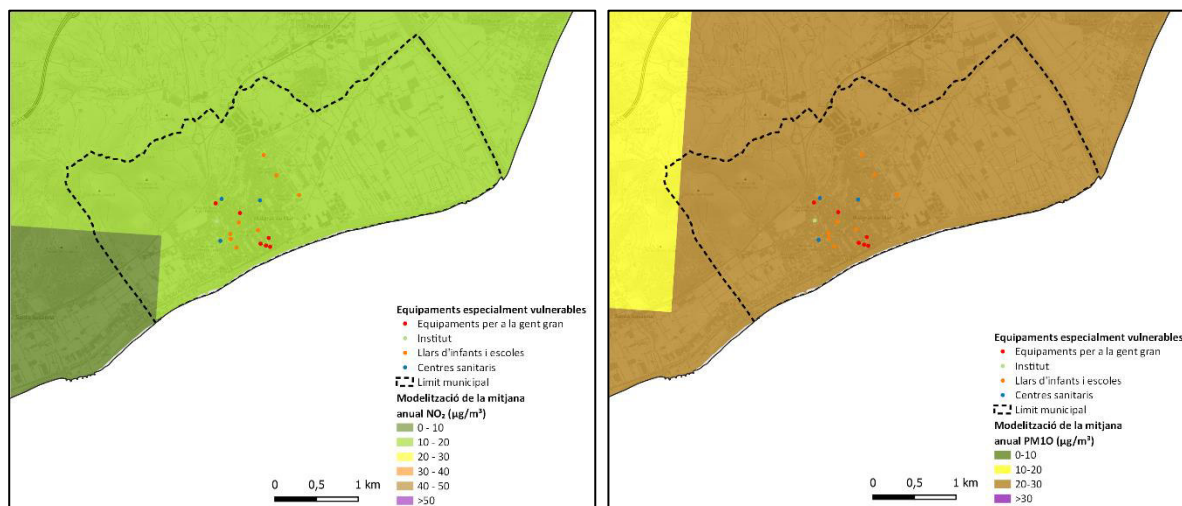 Equipaments especialment vulnerables
Equipaments per a la gent gran
Institut
Llars d'infants i escoles
Centres sanitaris
Límit municipal
Modelització de la mitjana
anual NO₂ (µg/m³)
0 - 10
10 - 20
20 - 30
30 - 40
40 - 50
>50
0 0,5 1 km
Equipaments especialment vulnerables
Equipaments per a la gent gran
Institut
Llars d'infants i escoles
Centres sanitaris
Límit municipal
Modelització de la mitjana
anual PM10 (µg/m³)
0-10
10-20
20-30
>30
0 0,5 1 km